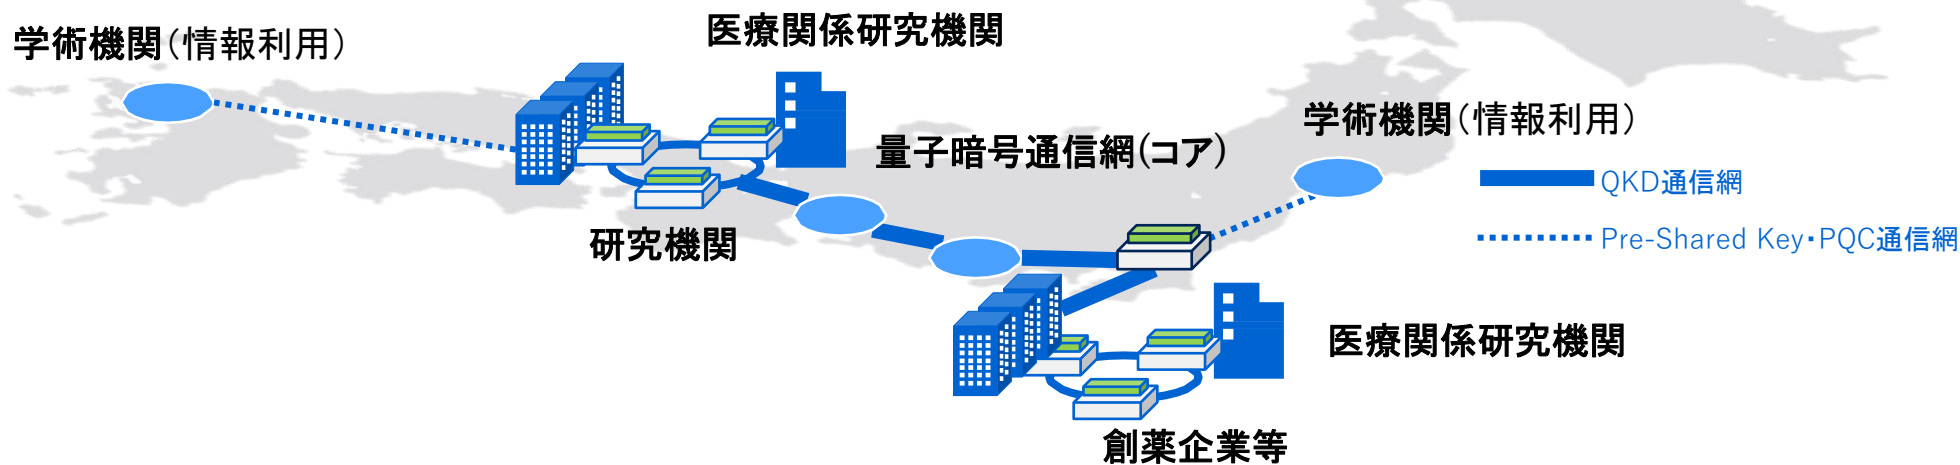 学術機関(情報利用)
医療関係研究機関
学術機関(情報利用)
量子暗号通信網(コア)
QKD通信網
研究機関
Pre-Shared Key・PQC通信網
医療関係研究機関
創薬企業等